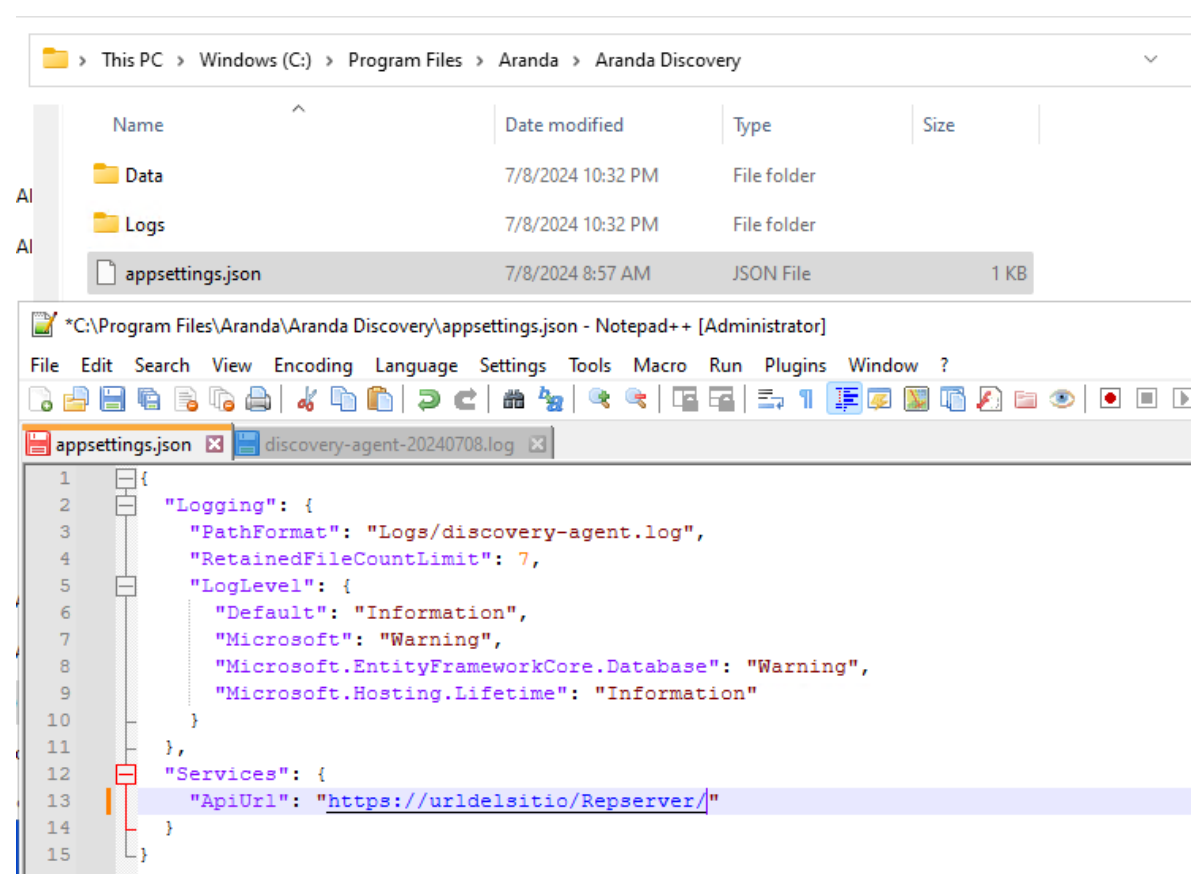 This PC > Windows (C:) > Program Files > Aranda > Aranda Discovery
Name Date modified Type Size
Data 7/8/2024 10:32 PM File folder
Logs 7/8/2024 10:32 PM File folder
appsettings.json 7/8/2024 8:57 AM JSON File 1 KB
*C:\Program Files\Aranda\Aranda Discovery\appsettings.json - Notepad++ [Administrator]
File Edit Search View Encoding Language Settings Tools Macro Run Plugins Window ?
appsettings.json discovery-agent-20240708.log
1 {
2 "Logging": {
3 "PathFormat": "Logs/discovery-agent.log",
4 "RetainedFileCountLimit": 7,
5 "LogLevel": {
6 "Default": "Information",
7 "Microsoft": "Warning",
8 "Microsoft.EntityFrameworkCore.Database": "Warning",
9 "Microsoft.Hosting.Lifetime": "Information"
10 }
11 },
12 "Services": {
13 "ApiUrl": "https://urldelsitio/Repserver/"
14 }
15 }